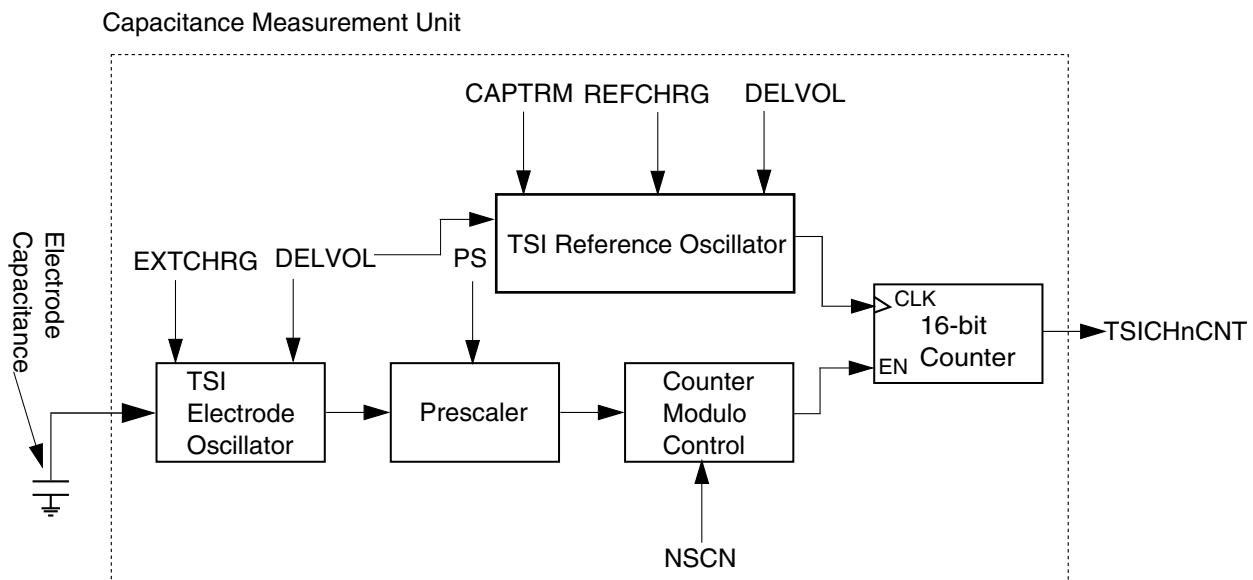 Capacitance Measurement Unit
CAPTRM REFCHRG DELVOL
Electrode
Capacitance
EXTCHRG DELVOL PS
TSI Reference Oscillator
CLK
16-bit
Counter
EN
TSICHnCNT
TSI
Electrode
Oscillator
Prescaler
Counter
Modulo
Control
NSCN